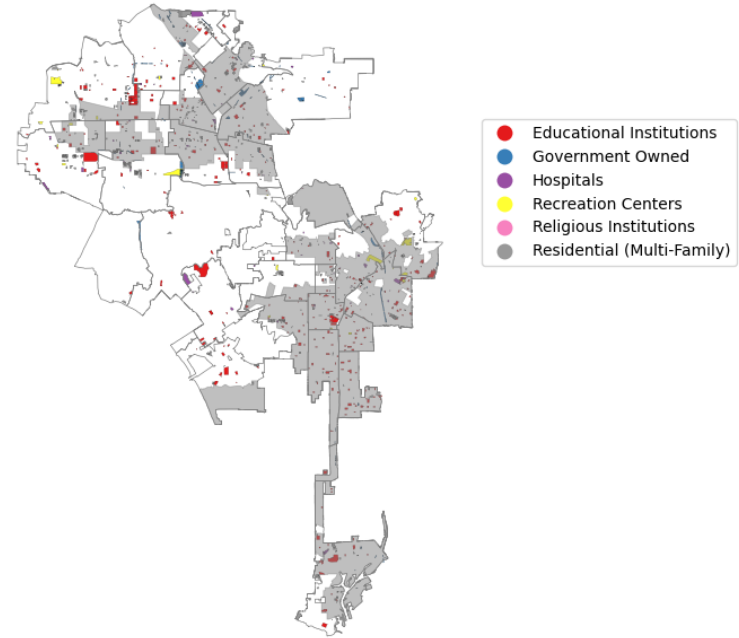 Educational Institutions
Government Owned
Hospitals
Recreation Centers
Religious Institutions
Residential (Multi-Family)